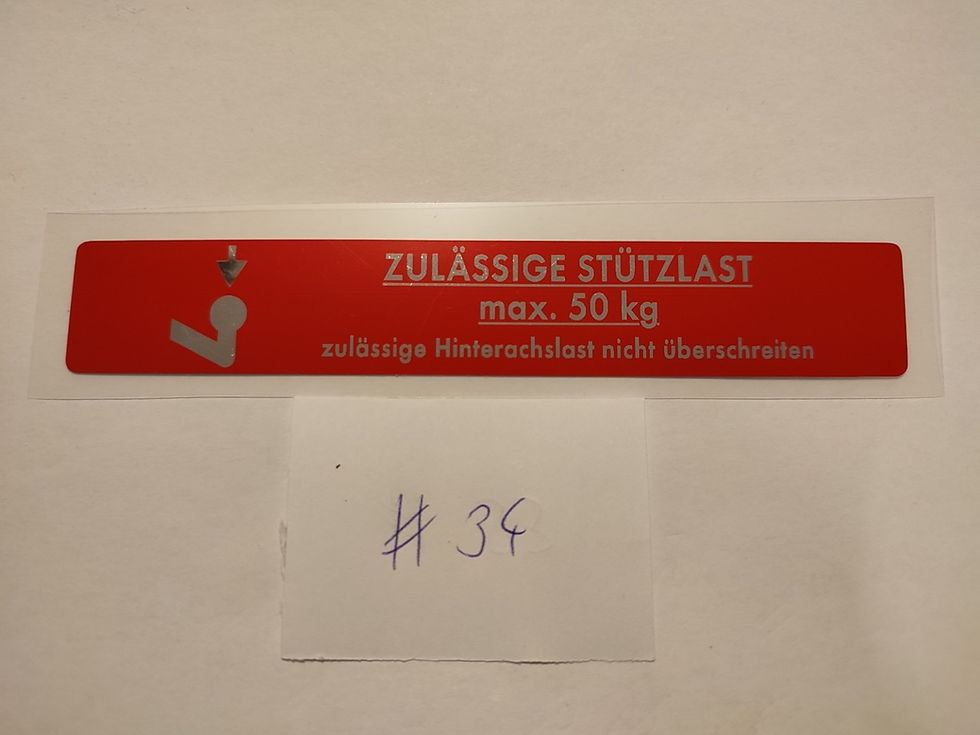 ZULÄSSIGE STÜTZLAST
max. 50 kg
zulässige Hinterachslast nicht überschreiten
# 34